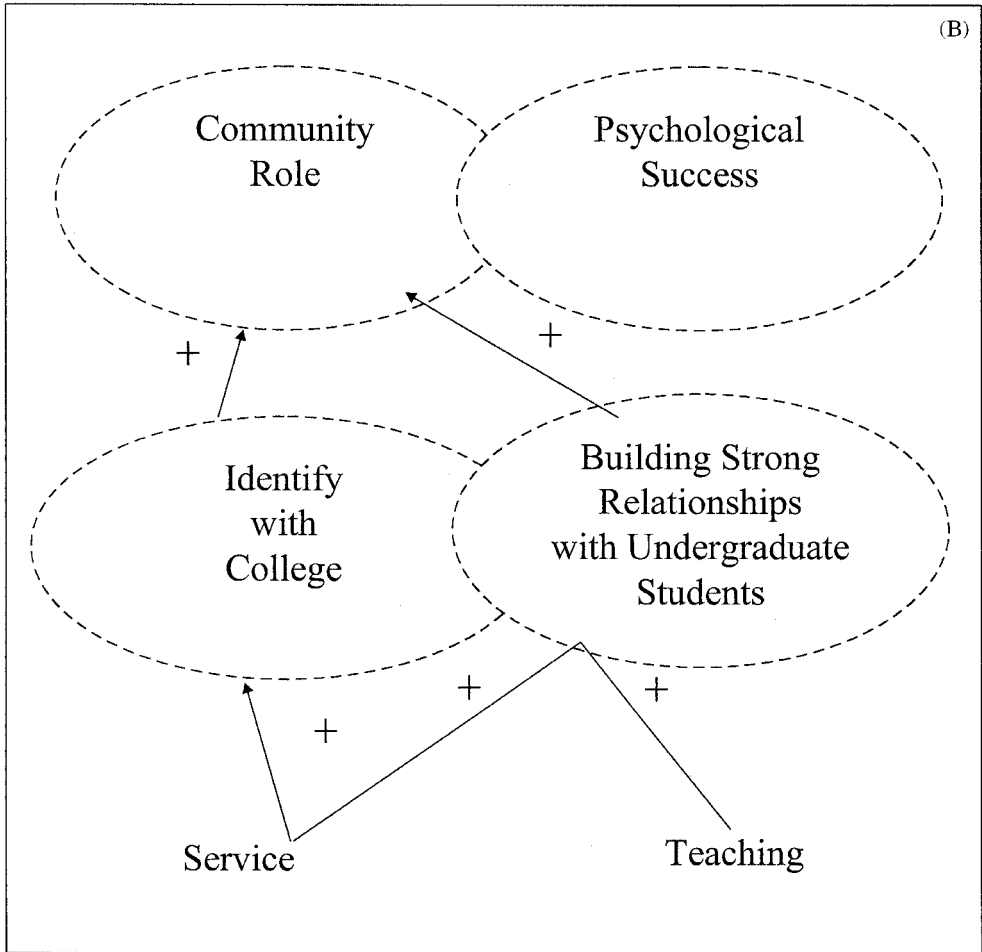 (B)
Community
Role
Psychological
Success
+
+
Identify
with
College
Building Strong
Relationships
with Undergraduate
Students
+
+
+
Service
Teaching